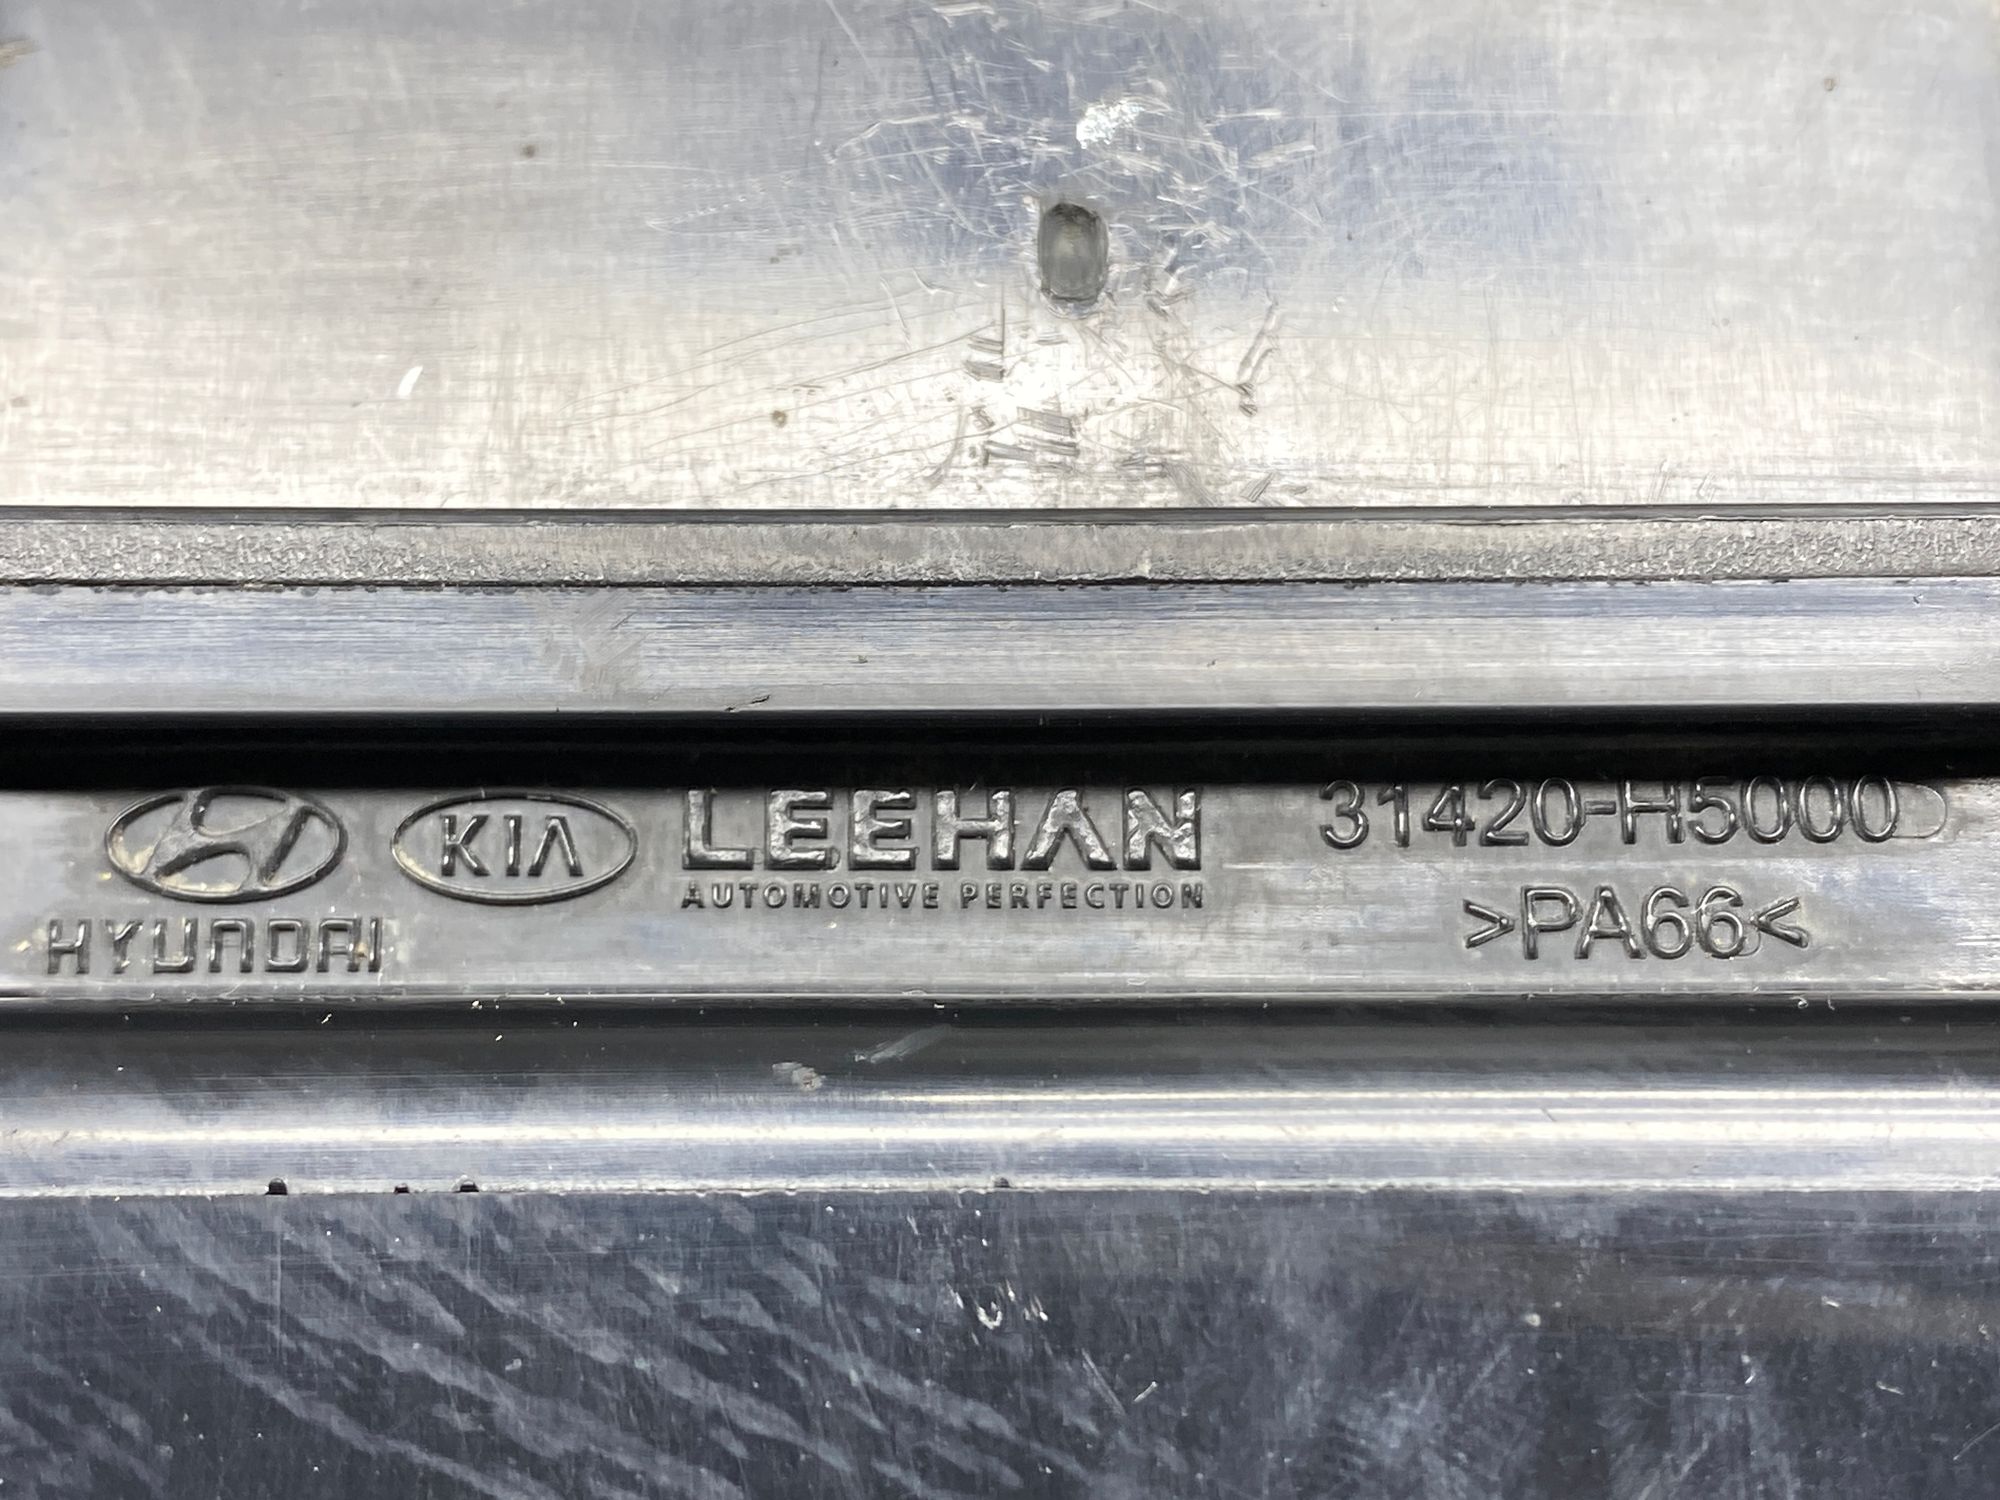 HYUNDAI
KIA
LEEHAN
AUTOMOTIVE PERFECTION
31420-H5000
>PA66<